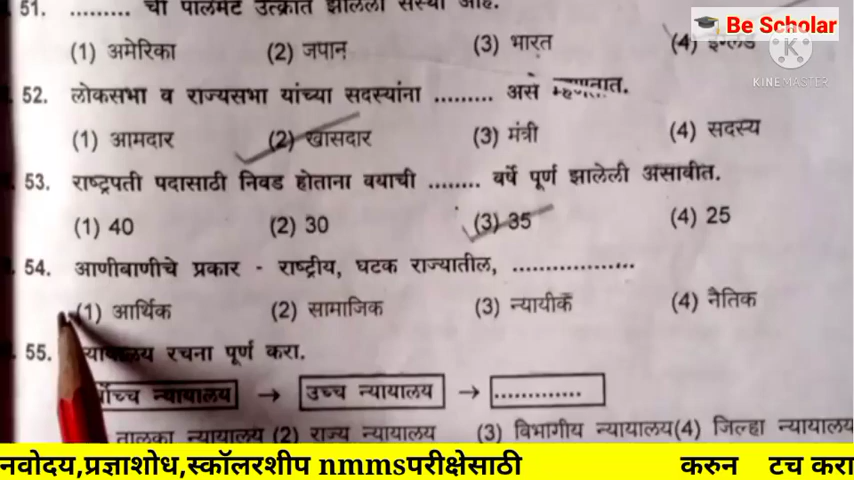 51. ......... ची पार्लमेंट उत्क्रांत झालेली संस्था आहे.
(1) अमेरिका (2) जपान (3) भारत (4) इंग्लंड
Be Scholar
KINEMASTER
52. लोकसभा व राज्यसभा यांच्या सदस्यांना ......... असे म्हणतात.
(1) आमदार (2) खासदार (3) मंत्री (4) सदस्य
53. राष्ट्रपती पदासाठी निवड होताना वयाची ........ वर्षे पूर्ण झालेली असावीत.
(1) 40 (2) 30 (3) 35 (4) 25
54. आणीबाणीचे प्रकार - राष्ट्रीय, घटक राज्यातील, ..................
(1) आर्थिक (2) सामाजिक (3) न्यायीक (4) नैतिक
55. रचना पूर्ण करा.
न्यायालय → उच्च न्यायालय → .............
तालुका न्यायालय (2) राज्य न्यायालय (3) विभागीय न्यायालय (4) जिल्हा न्यायालय
नवोदय,प्रज्ञाशोध,स्कॉलरशीप nmmsपरीक्षेसाठी करुन टच करा